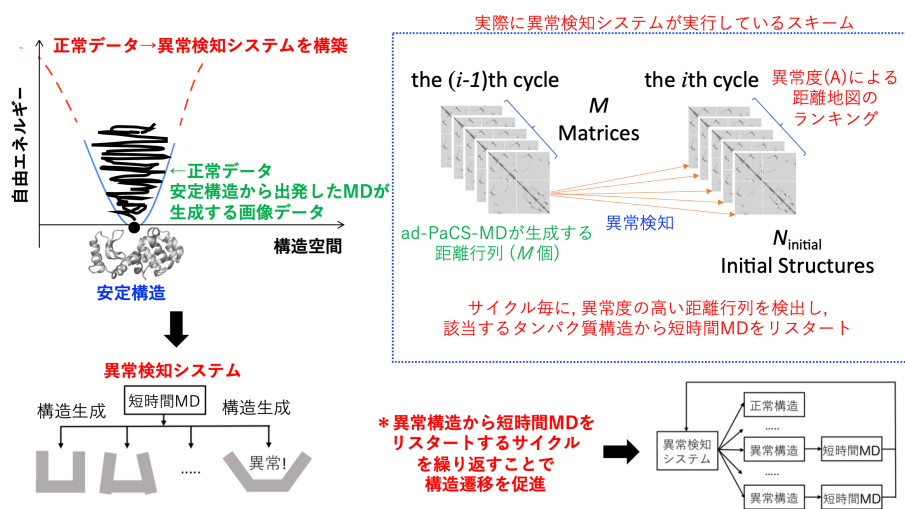 正常データ→異常検知システムを構築
自由エネルギー
←正常データ
安定構造から出発したMDが
生成する画像データ
構造空間
安定構造
実際に異常検知システムが実行しているスキーム
the (i-1)th cycle
the ith cycle
異常度(A)による
距離地図の
ランキング
M
Matrices
異常検知
ad-PaCS-MDが生成する
距離行列 (M個)
Ninitial
Initial Structures
サイクル毎に, 異常度の高い距離行列を検出し,
該当するタンパク質構造から短時間MDをリスタート
異常検知システム
短時間MD
構造生成
構造生成
.....
異常!
＊異常構造から短時間MDを
リスタートするサイクル
を繰り返すことで
構造遷移を促進
異常検知
システム
正常構造
.....
異常構造
短時間MD
.....
異常構造
短時間MD